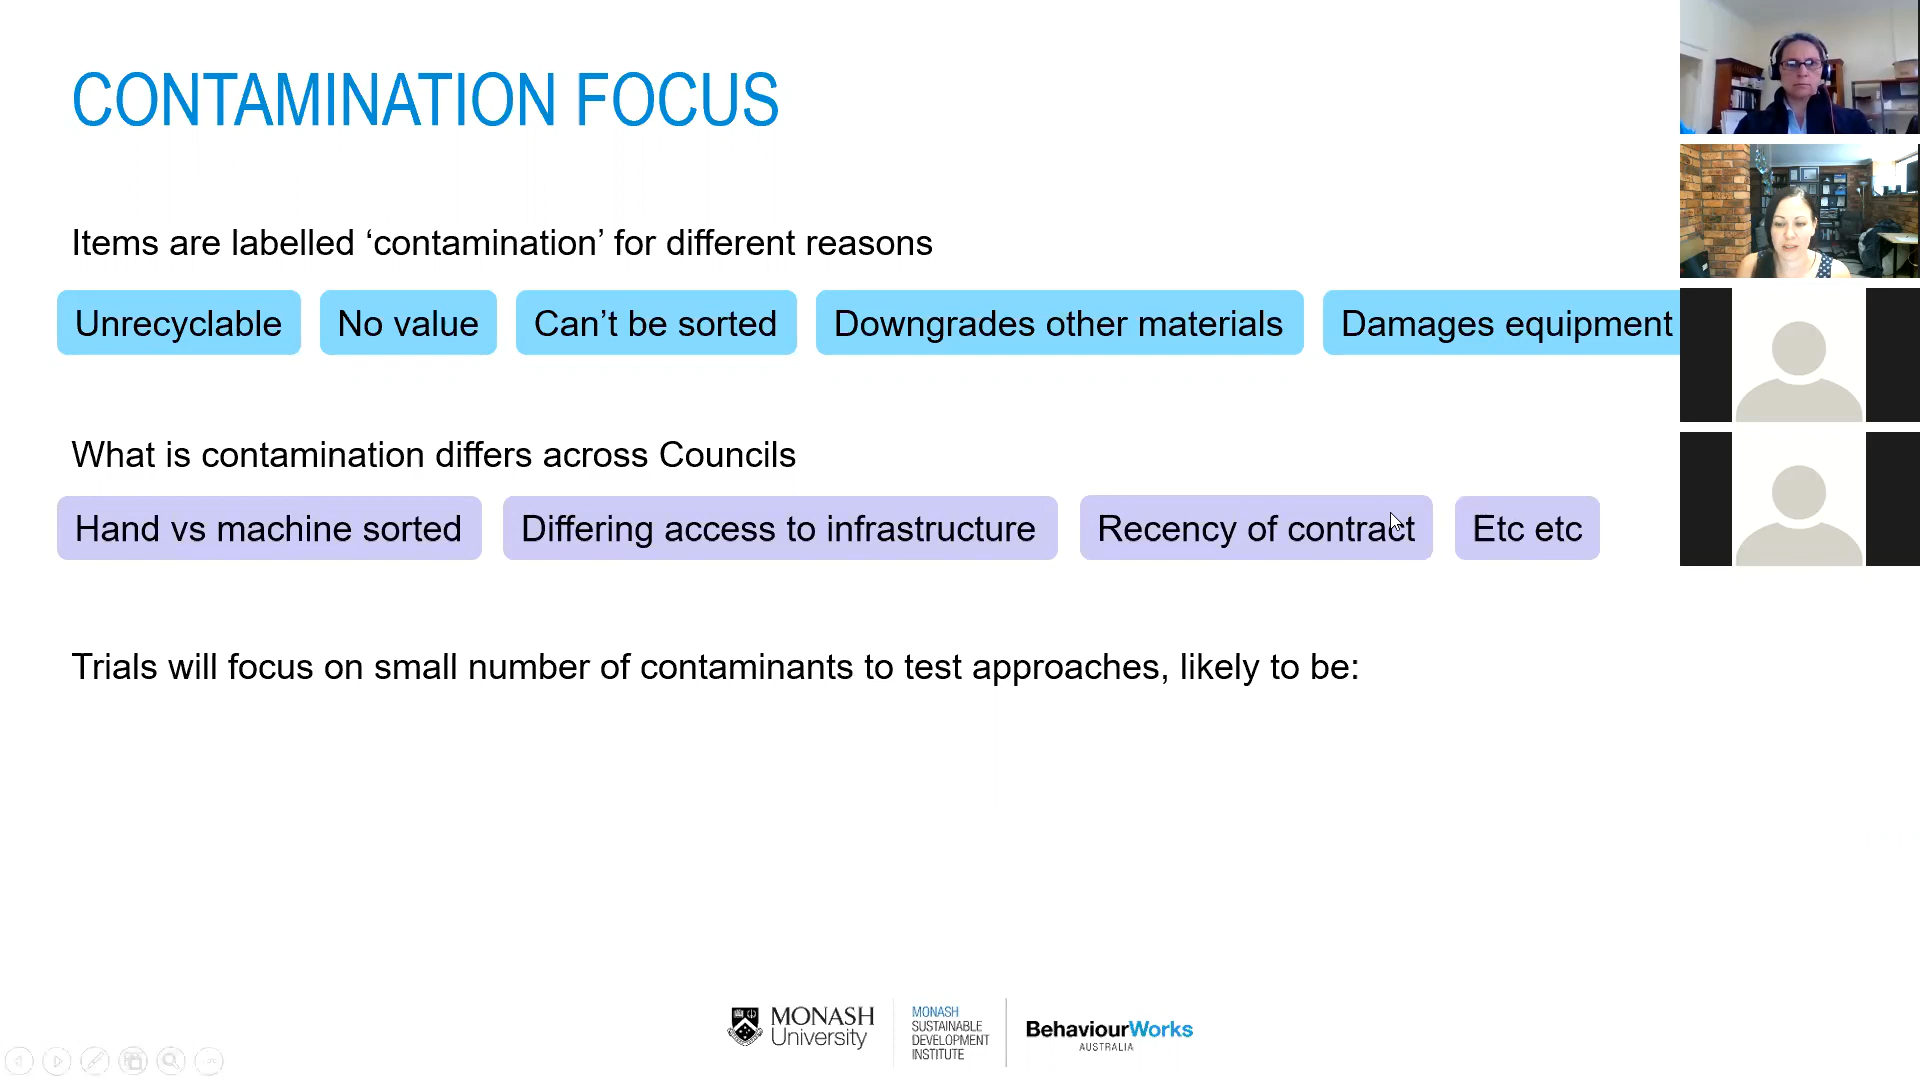 CONTAMINATION FOCUS
Items are labelled ‘contamination’ for different reasons
Unrecyclable
No value
Can’t be sorted
Downgrades other materials
Damages equipment
What is contamination differs across Councils
Hand vs machine sorted
Differing access to infrastructure
Recency of contract
Etc etc
Trials will focus on small number of contaminants to test approaches, likely to be:
MONASH
University
MONASH
SUSTAINABLE
DEVELOPMENT
INSTITUTE
BehaviourWorks
AUSTRALIA